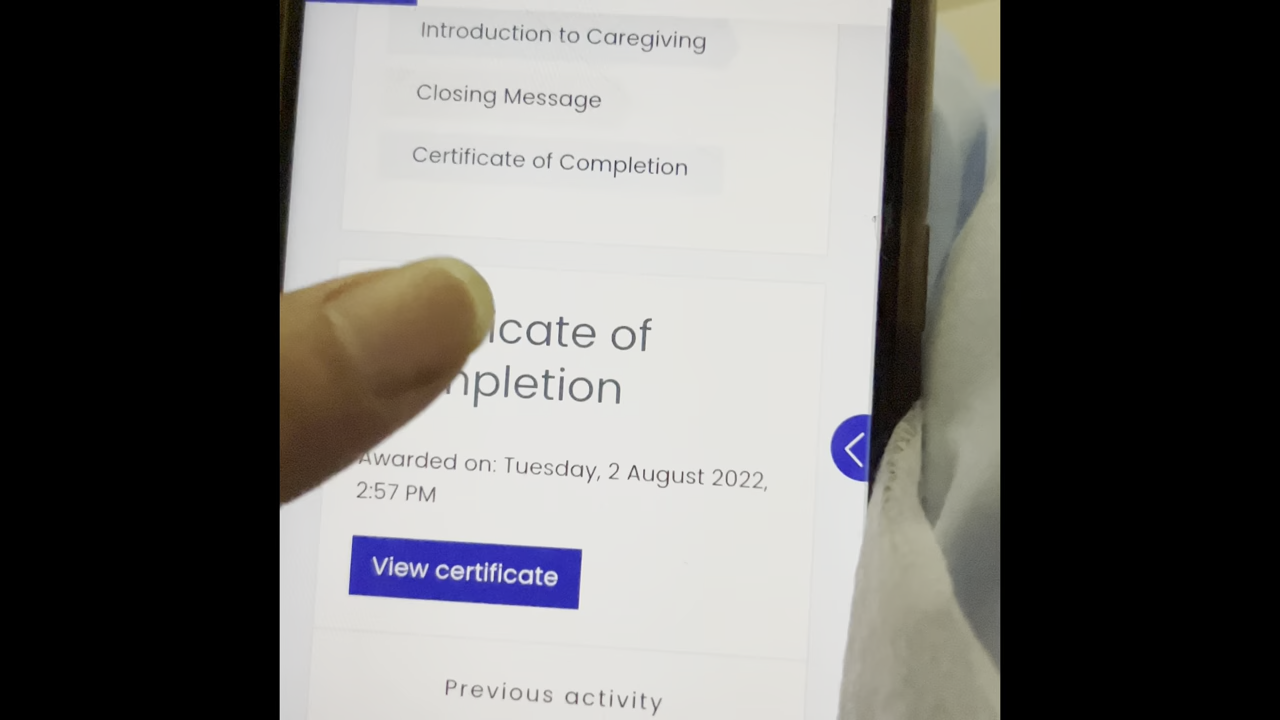 Introduction to Caregiving
Closing Message
Certificate of Completion
icate of
mpletion
Awarded on: Tuesday, 2 August 2022,
2:57 PM
View certificate
Previous activity